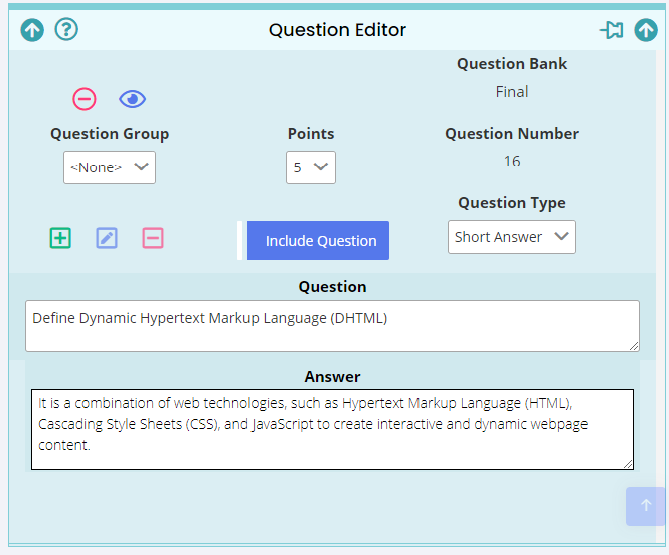 Question Editor
Question Bank
Final
Question Group
Points
Question Number
<None>
5
16
Question Type
Include Question
Short Answer
Question
Define Dynamic Hypertext Markup Language (DHTML)
Answer
It is a combination of web technologies, such as Hypertext Markup Language (HTML),
Cascading Style Sheets (CSS), and JavaScript to create interactive and dynamic webpage
content.